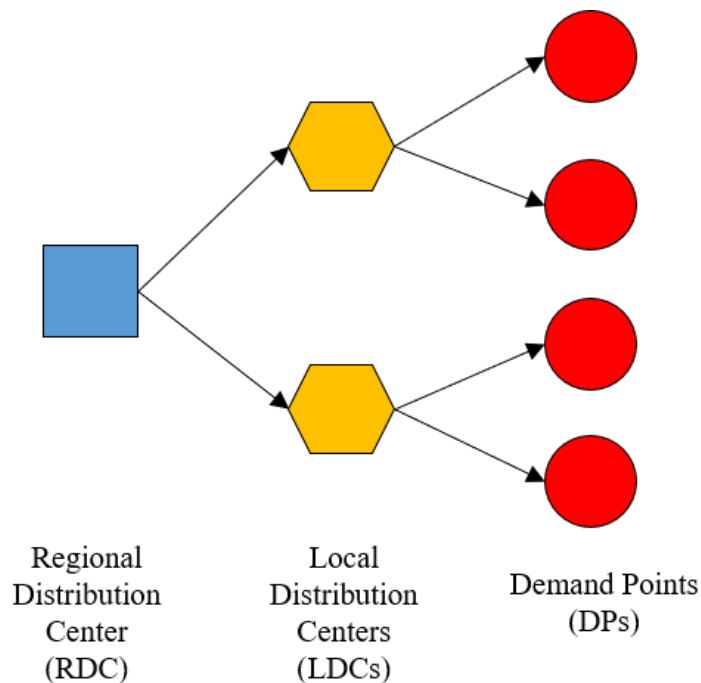 Regional
Distribution
Center
(RDC)
Local
Distribution
Centers
(LDCs)
Demand Points
(DPs)